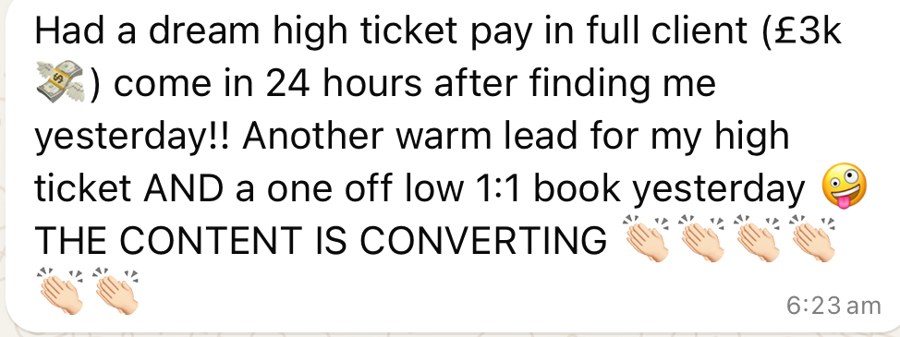 Had a dream high ticket pay in full client (£3k
💸) come in 24 hours after finding me
yesterday!! Another warm lead for my high
ticket AND a one off low 1:1 book yesterday 🤪
THE CONTENT IS CONVERTING 👏🏻👏🏻👏🏻👏🏻
👏🏻👏🏻
6:23 am